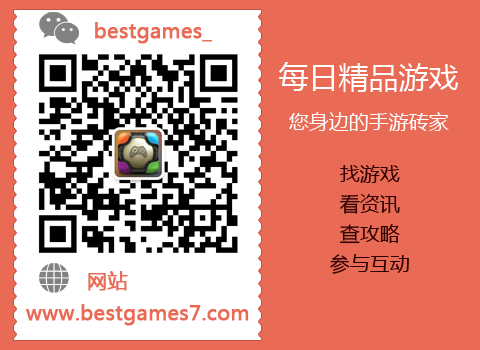 bestgames_
网站
www.bestgames7.com
每日精品游戏
您身边的手游砖家
找游戏
看资讯
查攻略
参与互动